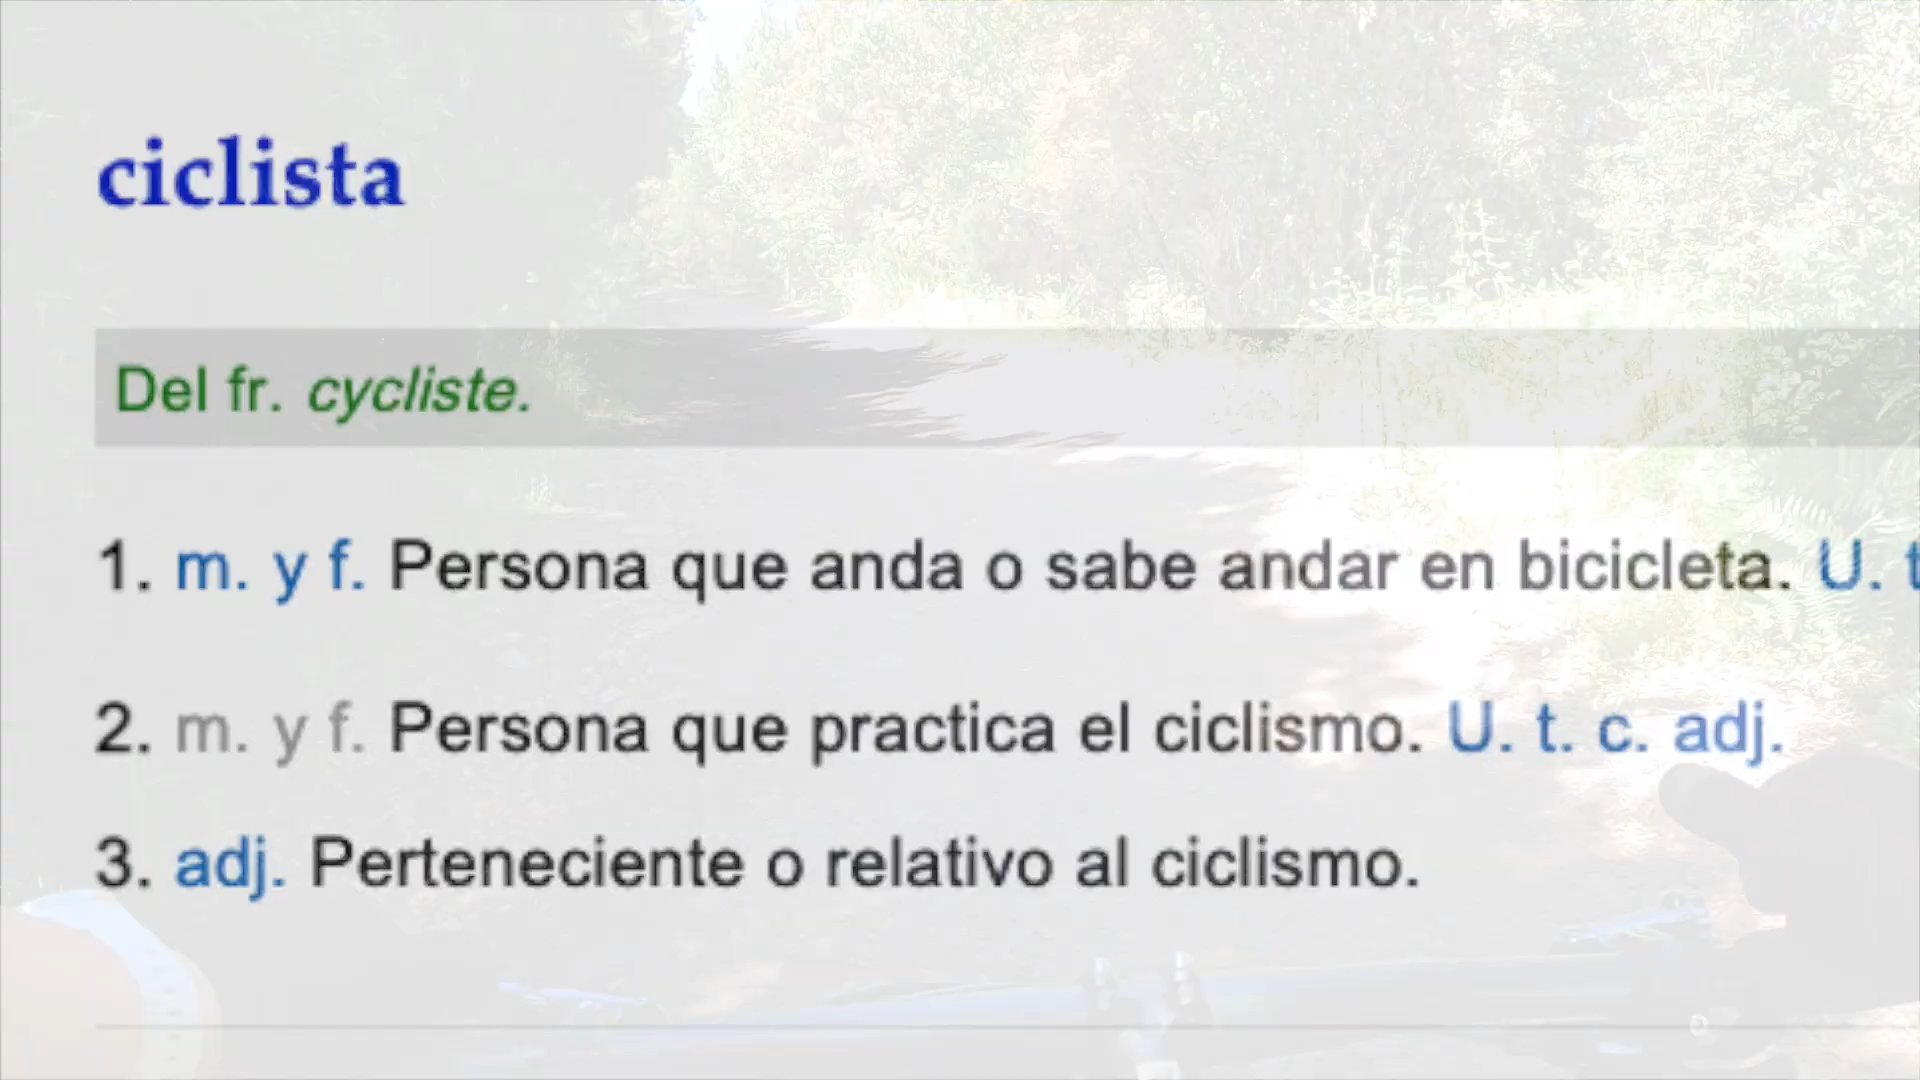 ciclista
Del fr. cycliste.
1. m. y f. Persona que anda o sabe andar en bicicleta. U.
2. m. y f. Persona que practica el ciclismo. U. t. c. adj.
3. adj. Perteneciente o relativo al ciclismo.